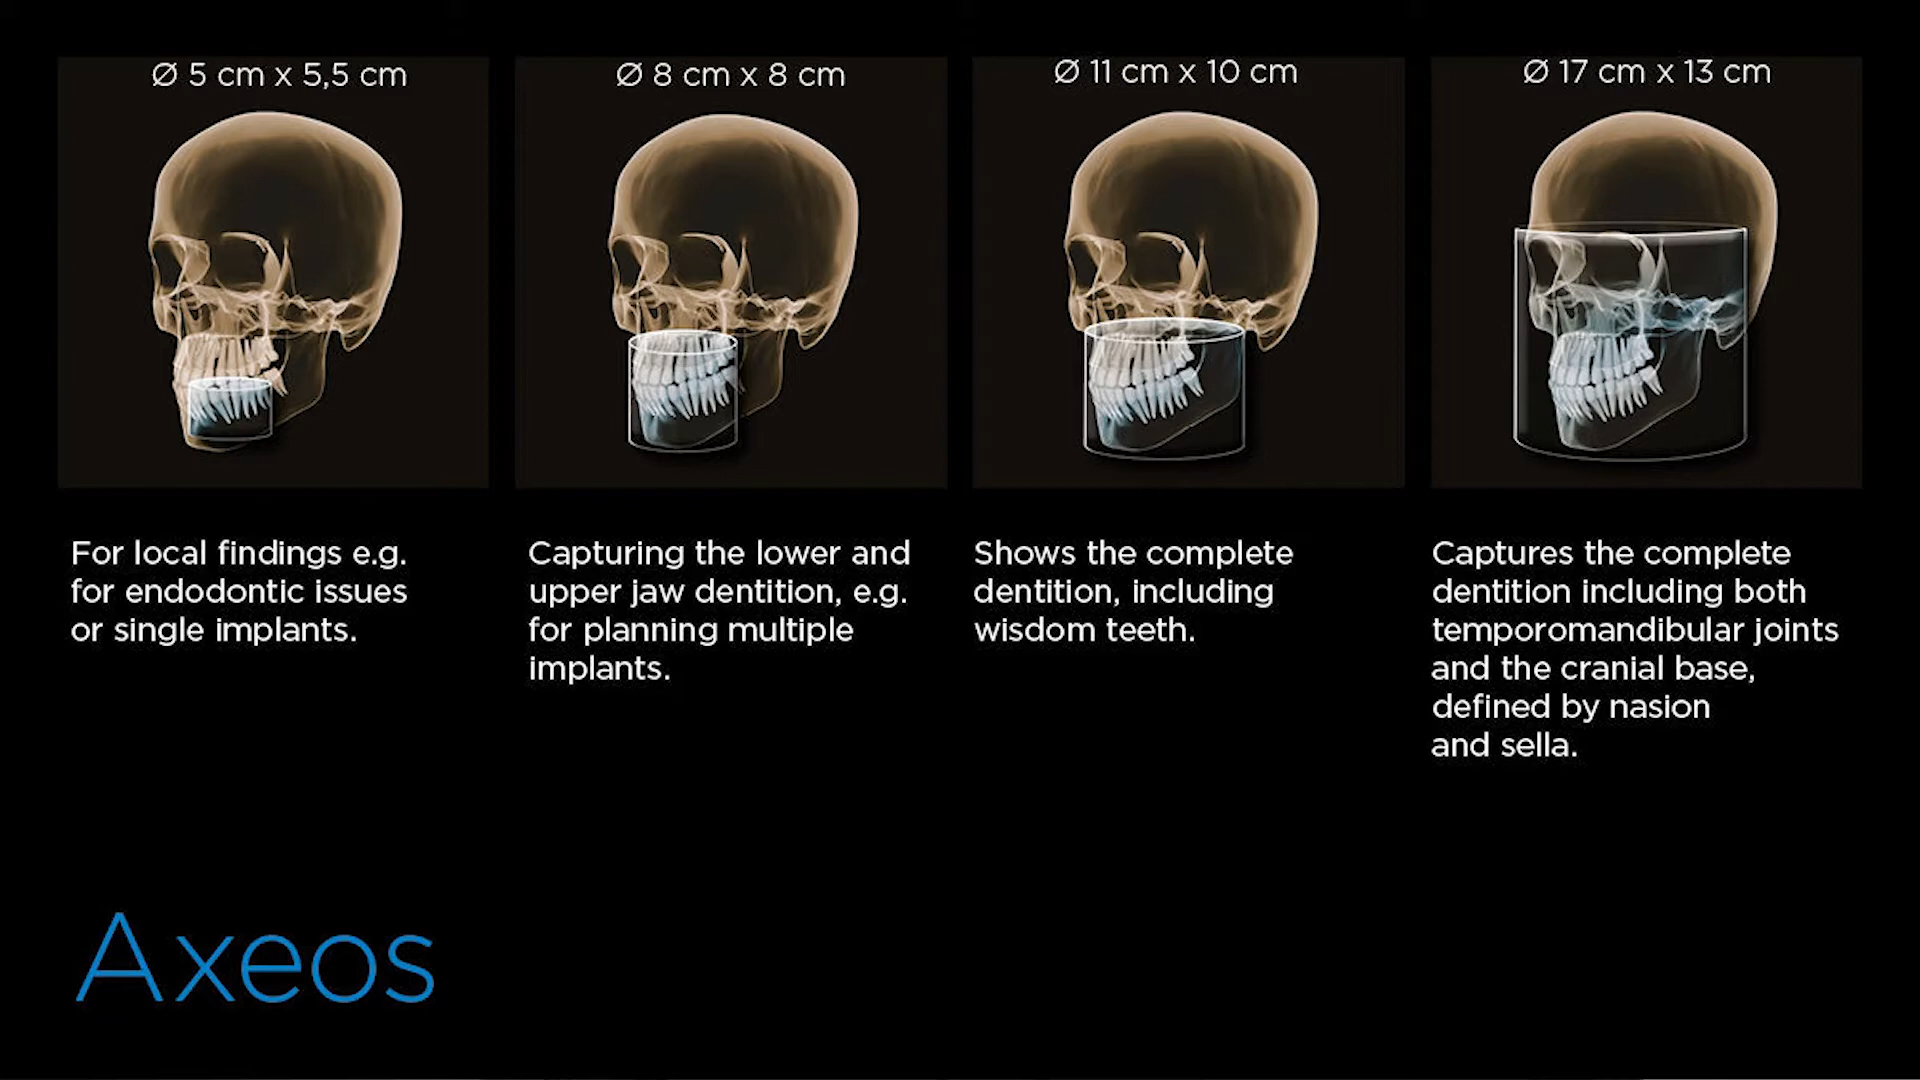 Ø 5 cm x 5,5 cm
For local findings e.g.
for endodontic issues
or single implants.
Ø 8 cm x 8 cm
Capturing the lower and
upper jaw dentition, e.g.
for planning multiple
implants.
Ø 11 cm x 10 cm
Shows the complete
dentition, including
wisdom teeth.
Ø 17 cm x 13 cm
Captures the complete
dentition including both
temporomandibular joints
and the cranial base,
defined by nasion
and sella.
Axeos